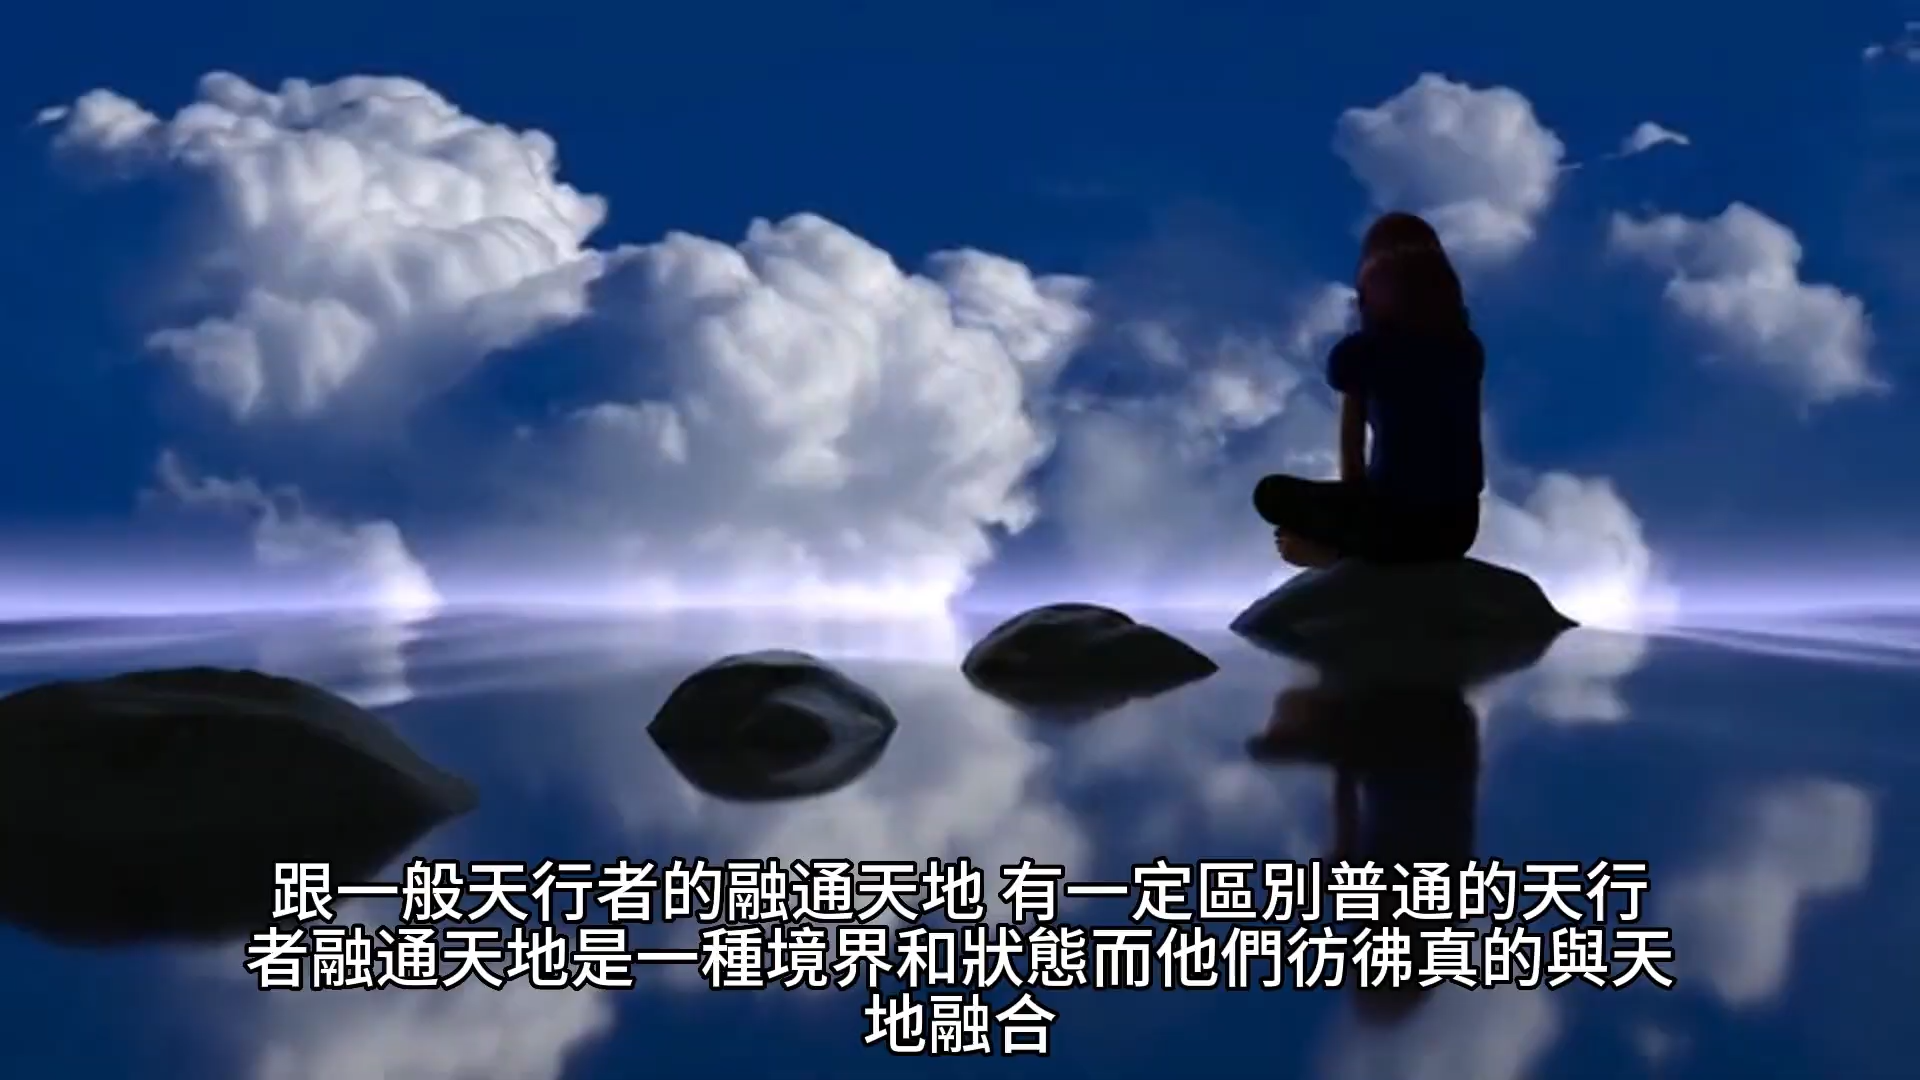 跟一般天行者的融通天地 有一定區別普通的天行
者融通天地是一種境界和狀態而他們彷彿真的與天
地融合